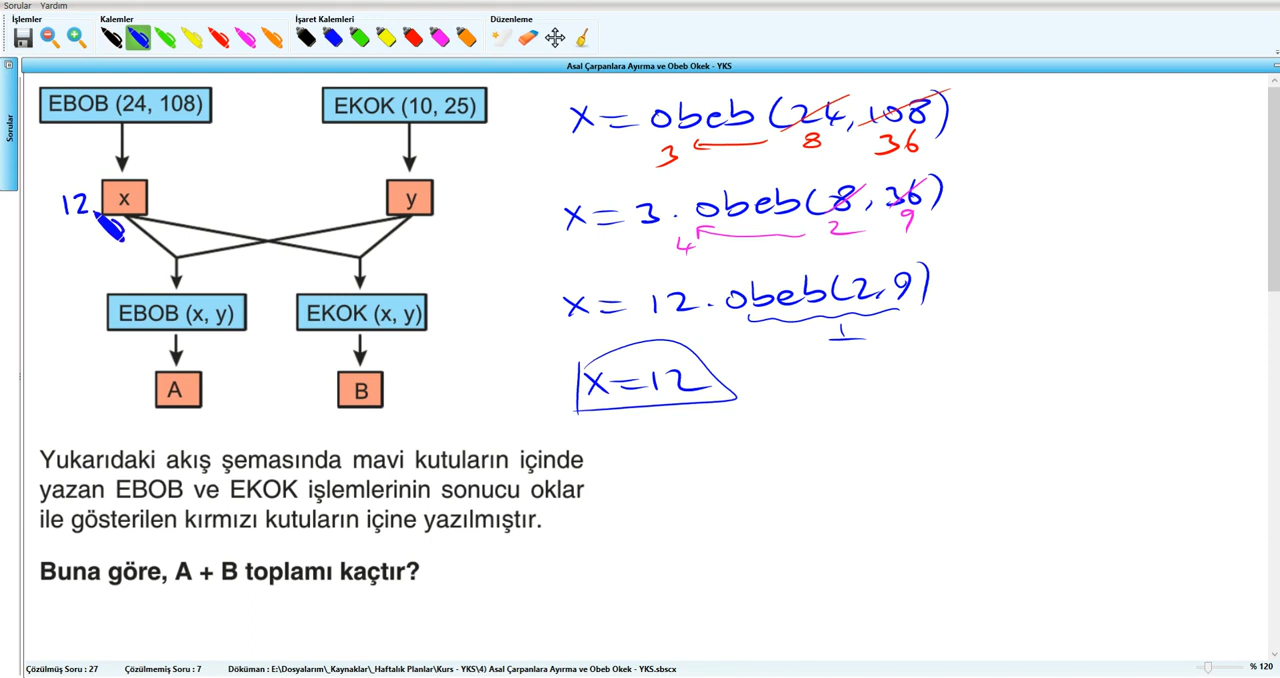 Sorular Yardım
İşlemler Kalemler İşaret Kalemleri Düzenleme
Asal Çarpanlara Ayırma ve Obeb Okek - YKS
Sorular
EBOB (24, 108) EKOK (10, 25)
12 x y
EBOB (x, y) EKOK (x, y)
A B
x = obeb (24, 108)
3 8 36
x = 3 . obeb (8, 36)
4 2 9
x = 12 . obeb (2, 9)
1
x = 12
Yukarıdaki akış şemasında mavi kutuların içinde
yazan EBOB ve EKOK işlemlerinin sonucu oklar
ile gösterilen kırmızı kutuların içine yazılmıştır.
Buna göre, A + B toplamı kaçtır?
Çözülmüş Soru : 27 Çözülmemiş Soru : 7 Döküman : E:\Dosyalarım\_Kaynaklar\_Haftalık Planlar\Kurs - YKS\4) Asal Çarpanlara Ayırma ve Obeb Okek - YKS.sbscx % 120